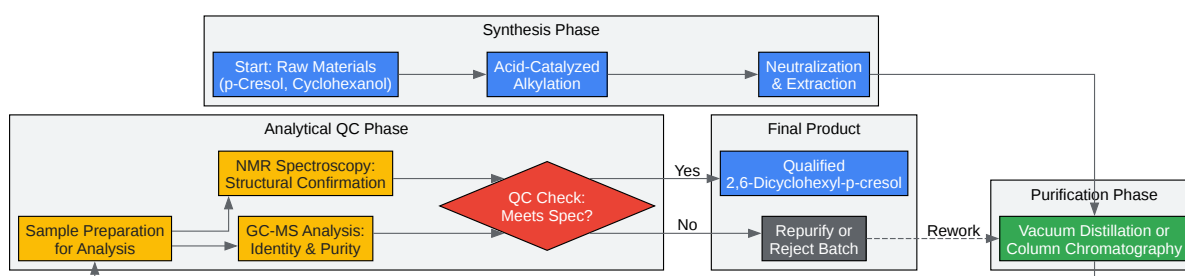 Synthesis Phase
Start: Raw Materials
(p-Cresol, Cyclohexanol)
Acid-Catalyzed
Alkylation
Neutralization
& Extraction
Analytical QC Phase
NMR Spectroscopy:
Structural Confirmation
Sample Preparation
for Analysis
GC-MS Analysis:
Identity & Purity
QC Check:
Meets Spec?
Yes
No
Final Product
Qualified
2,6-Dicyclohexyl-p-cresol
Repurify or
Reject Batch
Rework
Purification Phase
Vacuum Distillation or
Column Chromatography